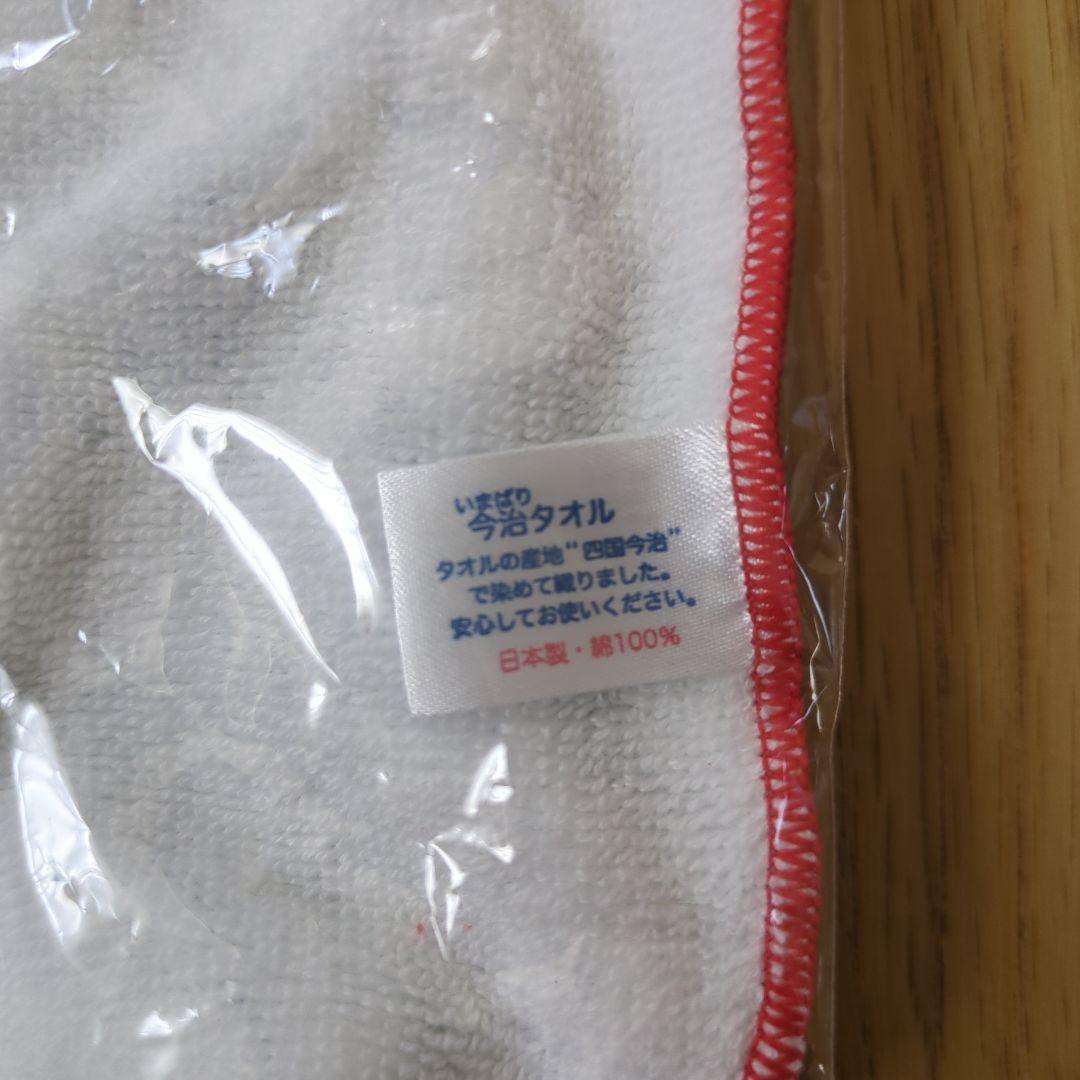 いまばり
今治タオル
タオルの産地“四国今治”
で染めて織りました。
安心してお使いください。
日本製・綿100%